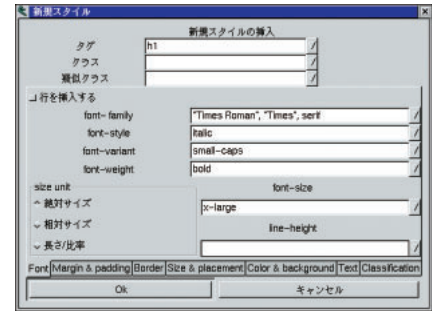 新規スタイル
新規スタイルの挿入
タグ h1
クラス
疑似クラス
行を挿入する
font-family "Times Roman", "Times", serif
font-style italic
font-variant small-caps
font-weight bold
size unit font-size
絶対サイズ x-large
相対サイズ line-height
長さ/比率
Font Margin & padding Border Size & placement Color & background Text Classification
Ok キャンセル